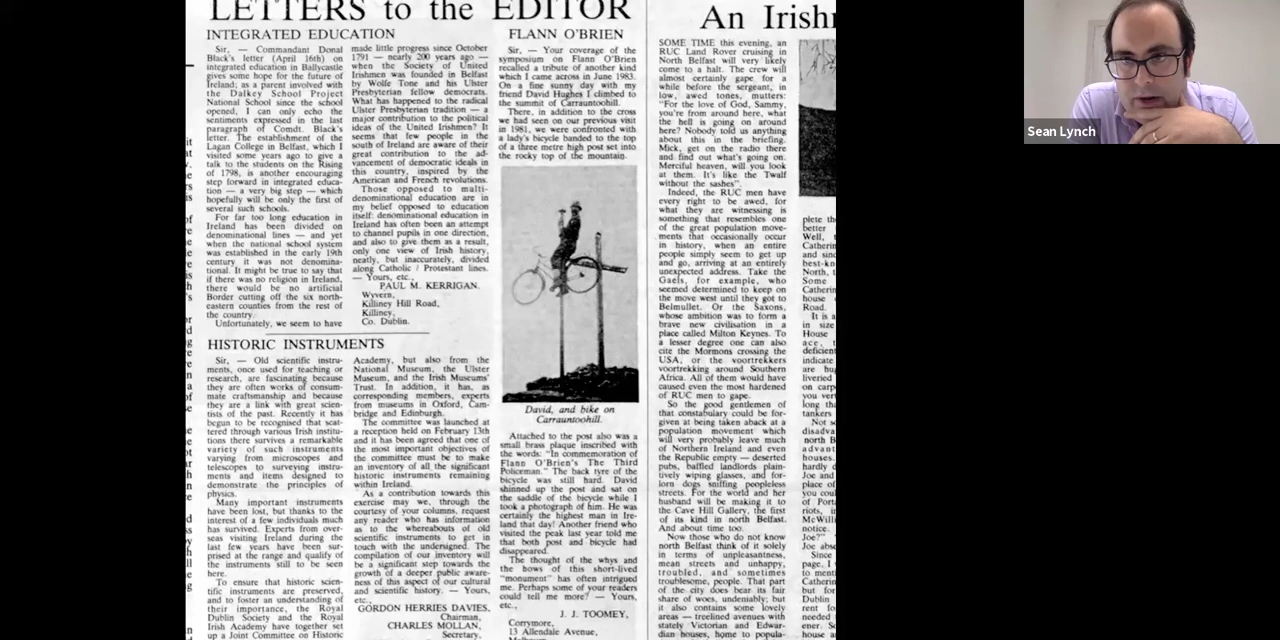 LETTERS to the EDITOR
INTEGRATED EDUCATION
Sir, — Commandant Donal
Black's letter (April 16th) on
integrated education in Ballycastle
gives some hope for the future of
Ireland; as a parent involved with
the Dalkey School Project
National School since the school
opened, I can only echo the
sentiments expressed in the last
paragraph of Comdt. Black's
letter. The establishment of the
Lagan College in Belfast, which I
visited some years ago to give a
talk to the students on the Rising
of 1798, is another encouraging
step forward in integrated educa-
tion — a very big step — which
hopefully will be only the first of
several such schools.
For far too long education in
Ireland has been divided on
denominational lines — and yet
when the national school system
was established in the early 19th
century it was not denomina-
tional. It might be true to say that
if there was no religion in Ireland,
there would be no artificial
Border cutting off the six north-
eastern counties from the rest of
the country.
Unfortunately, we seem to have
made little progress since October
1791 — nearly 200 years ago —
when the Society of United
Irishmen was founded in Belfast
by Wolfe Tone and his Ulster
Presbyterian fellow democrats.
What has happened to the radical
Ulster Presbyterian tradition — a
major contribution to the political
ideas of the United Irishmen? It
seems that few people in the
south of Ireland are aware of their
great contribution to the ad-
vancement of democratic ideals in
this country, inspired by the
American and French revolutions.
Those opposed to multi-
denominational education are in
my belief opposed to education
itself: denominational education in
Ireland has often been an attempt
to channel pupils in one direction,
and also to give them as a result,
only one view of Irish history,
neatly, but inaccurately, divided
along Catholic / Protestant lines.
— Yours, etc.,
PAUL M. KERRIGAN.
Wyvern,
Killiney Hill Road,
Killiney,
Co. Dublin.
HISTORIC INSTRUMENTS
Sir, — Old scientific instru-
ments, once used for teaching or
research, are fascinating because
they are often works of consum-
mate craftsmanship and because
they are a link with great scien-
tists of the past. Recently it has
begun to be recognised that scat-
tered through various Irish institu-
tions there survives a remarkable
variety of such instruments
varying from microscopes and
telescopes to surveying instru-
ments and items designed to
demonstrate the principles of
physics.
Many important instruments
have been lost, but thanks to the
interest of a few individuals much
has survived. Experts from over-
seas visiting Ireland during the
last few years have been sur-
prised at the range and quality of
the instruments still to be seen
here.
To ensure that historic scien-
tific instruments are preserved,
and to foster an understanding of
their importance, the Royal
Dublin Society and the Royal
Irish Academy have together set
up a Joint Committee on Historic
Academy, but also from the
National Museum, the Ulster
Museum, and the Irish Museums'
Trust. In addition, it has, as
corresponding members, experts
from museums in Oxford, Cam-
bridge and Edinburgh.
The committee was launched at
a reception held on February 13th
and it has been agreed that one of
the most important objectives of
the committee must be to make
an inventory of all the significant
historic instruments remaining
within Ireland.
As a contribution towards this
exercise may we, through the
courtesy of your columns, request
any reader who has information
as to the whereabouts of old
scientific instruments to get in
touch with the undersigned. The
compilation of our inventory will
be a significant step towards the
growth of a deeper public aware-
ness of this aspect of our cultural
and scientific history. — Yours,
etc.,
GORDON HERRIES DAVIES,
Chairman,
CHARLES MOLLAN,
Secretary,
FLANN O'BRIEN
Sir, — Your coverage of the
symposium on Flann O'Brien
recalled a tribute of another kind
which I came across in June 1983.
On a fine sunny day with my
friend David Hughes I climbed to
the summit of Carrauntoohill.
There, in addition to the cross
we had seen on our previous visit
in 1981, we were confronted with
a lady's bicycle banded to the top
of a three metre high post set into
the rocky top of the mountain.
David, and bike on
Carrauntoohill.
Attached to the post also was a
small brass plaque inscribed with
the words: "In commemoration of
Flann O'Brien's The Third
Policeman." The back tyre of the
bicycle was still hard. David
shinned up the post and sat on
the saddle of the bicycle while I
took a photograph of him. He was
certainly the highest man in Ire-
land that day! Another friend who
visited the peak last year told me
that both post and bicycle had
disappeared.
The thought of the whys and
the hows of this short-lived
"monument" has often intrigued
me. Perhaps some of your readers
could tell me more? — Yours,
etc.,
J. J. TOOMEY,
Corrymore,
13 Allendale Avenue,
An Irish
SOME TIME this evening, an
RUC Land Rover cruising in
North Belfast will very likely
come to a halt. The crew will
almost certainly gape for a
while before the sergeant, in
low, awed tones, mutters:
"For the love of God, Sammy,
you're from around here, what
the hell is going on around
here? Nobody told us anything
about this in the briefing.
Mick, get on the radio there
and find out what's going on.
Merciful heaven, will you look
at them. It's like the Twalf
without the sashes".
Indeed, the RUC men have
every right to be awed, for
what they are witnessing is
something that resembles one
of the great population move-
ments that occasionally occur
in history, when an entire
people simply seem to get up
and go, arriving at an entirely
unexpected address. Take the
Gaels, for example, who
seemed determined to keep on
the move west until they got to
Belmullet. Or the Saxons,
whose ambition was to form a
brave new civilisation in a
place called Milton Keynes. To
a lesser degree one can also
cite the Mormons crossing the
USA, or the voortrekkers
voortrekking around Southern
Africa. All of them would have
caused even the most hardened
of RUC men to gape.
So the good gentlemen of
that constabulary could be for-
given at being taken aback at a
population movement which
will very probably leave much
of Northern Ireland and even
the Republic empty — deserted
pubs, baffled landlords plain-
tively wiping glasses, and for-
lorn dogs sniffing peopleless
streets. For the world and her
husband will be making it to
the Cave Hill Gallery, the first
of its kind in north Belfast.
And about time too.
Now those who do not know
north Belfast think of it solely
in terms of unpleasantness,
mean streets and unhappy,
troubled, and sometimes
troublesome, people. That part
of the city does bear its fair
share of woes, undeniably; but
it also contains some lovely
areas — treelined avenues with
stately Victorian and Edwar-
dian houses, home to popula-
Sean Lynch